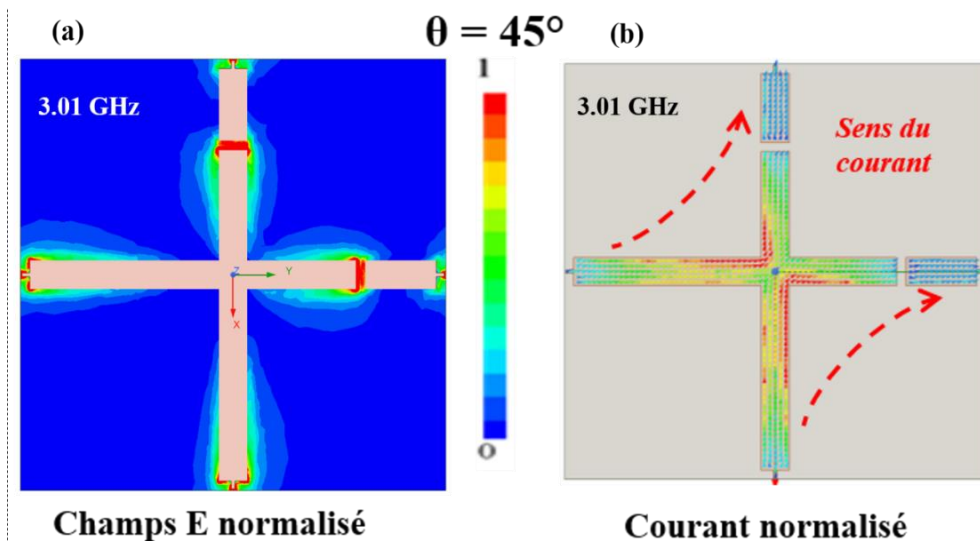 (a)
θ = 45°
(b)
3.01 GHz
1
0
Z
Y
X
3.01 GHz
Sens du
courant
Champs E normalisé
Courant normalisé